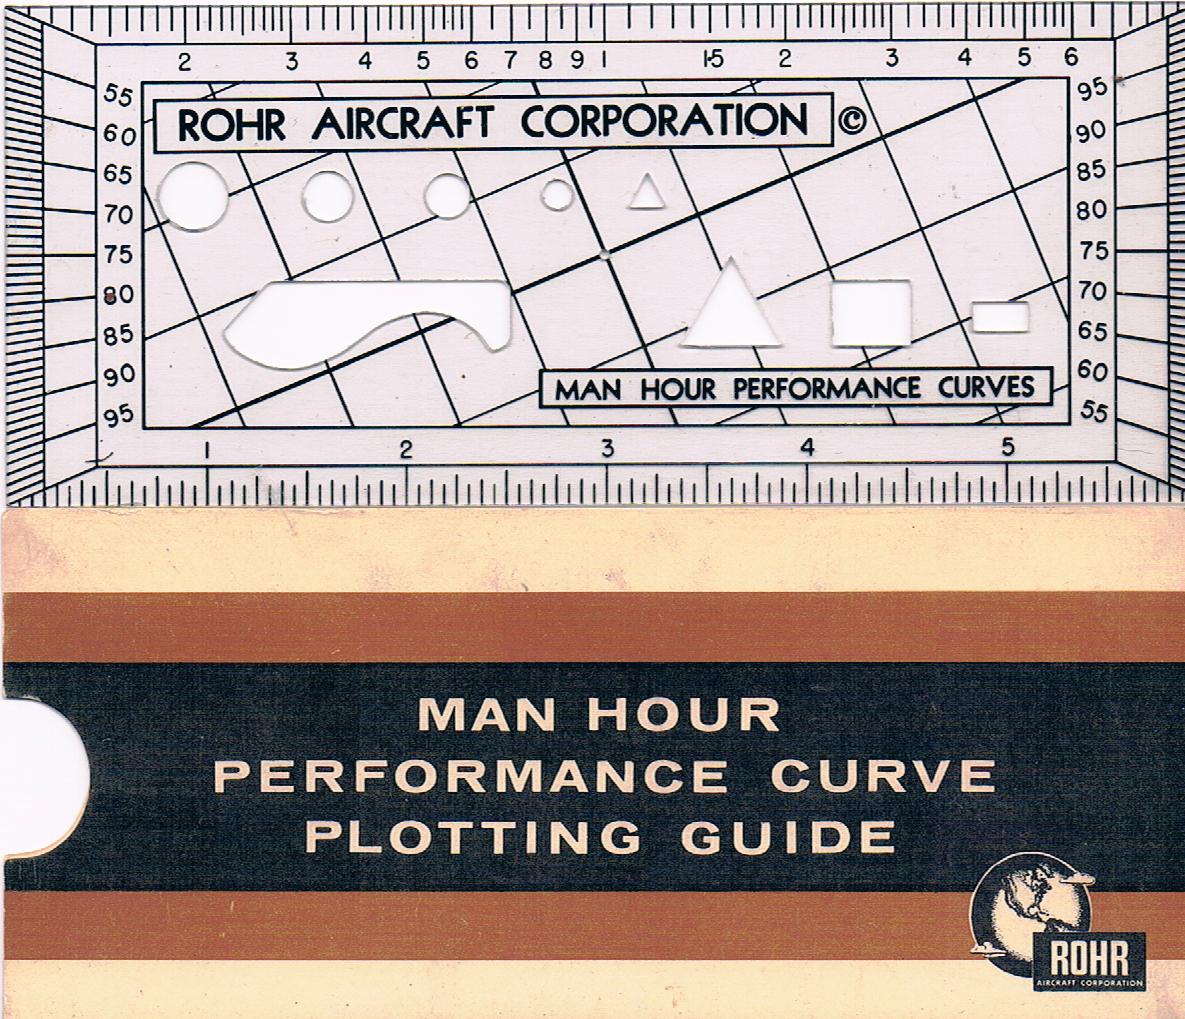 2 3 4 5 6 7 8 9 1 1·5 2 3 4 5 6
55 95
ROHR AIRCRAFT CORPORATION ©
60 90
65 85
70 80
75 75
80 70
85 65
90 60
MAN HOUR PERFORMANCE CURVES
95 55
1 2 3 4 5
MAN HOUR
PERFORMANCE CURVE
PLOTTING GUIDE
ROHR
AIRCRAFT CORPORATION